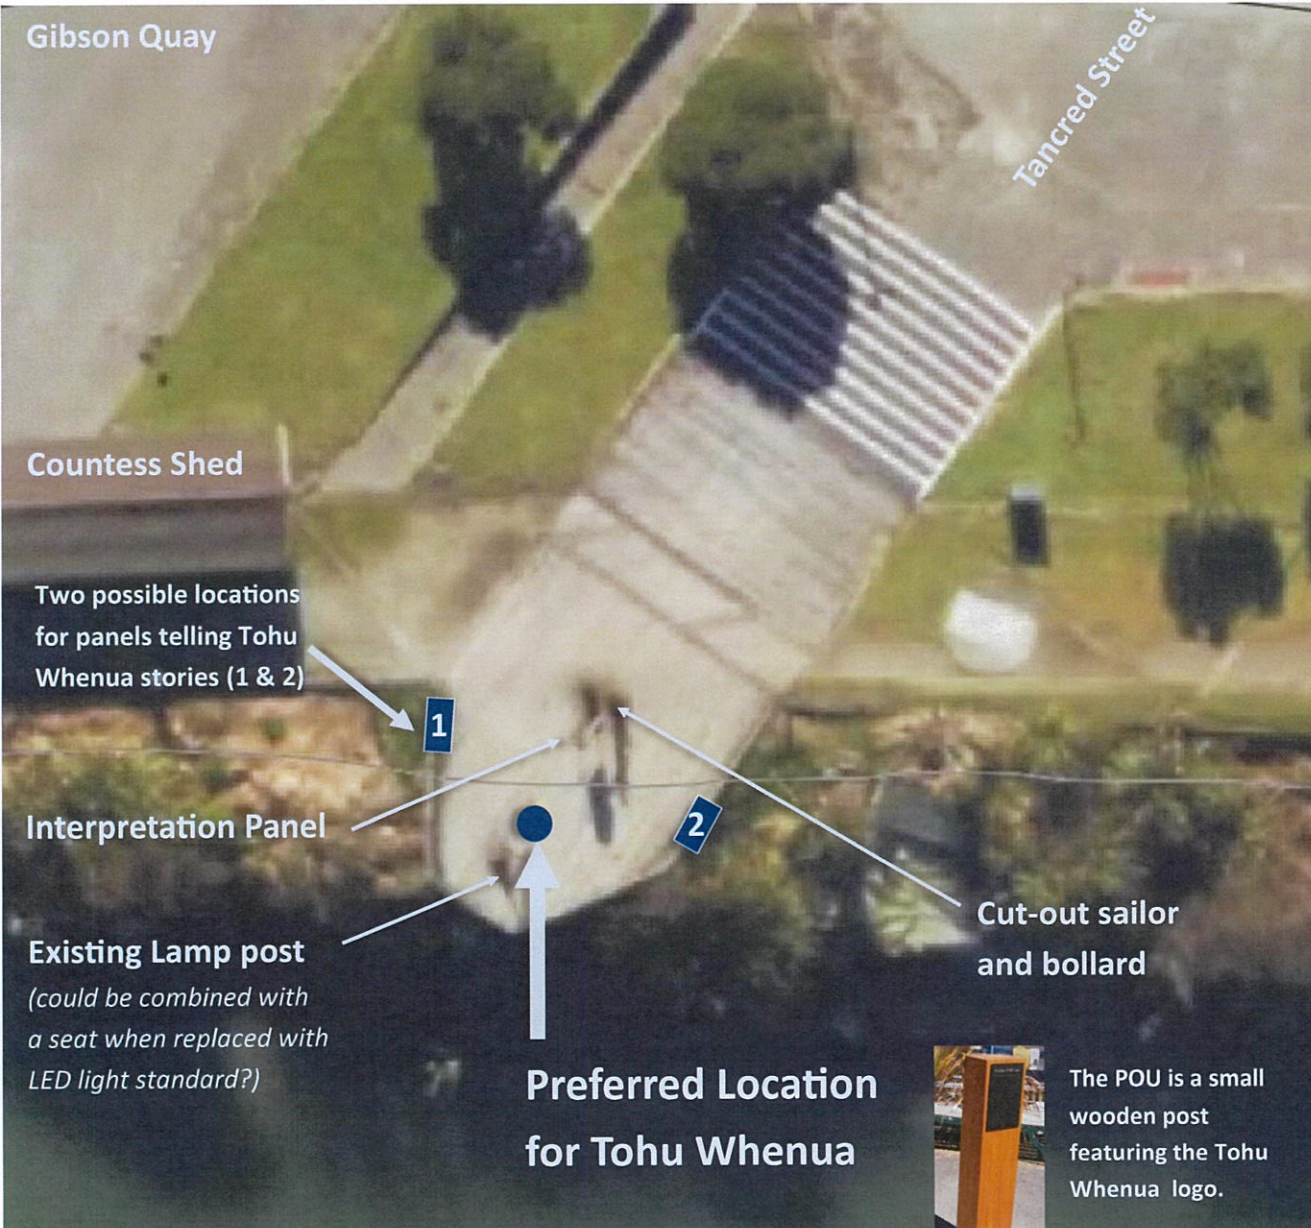 Gibson Quay
Tancred Street
Countess Shed
Two possible locations
for panels telling Tohu
Whenua stories (1 & 2)
1
Interpretation Panel
2
Existing Lamp post
(could be combined with
a seat when replaced with
LED light standard?)
Cut-out sailor
and bollard
Preferred Location
for Tohu Whenua
The POU is a small
wooden post
featuring the Tohu
Whenua logo.